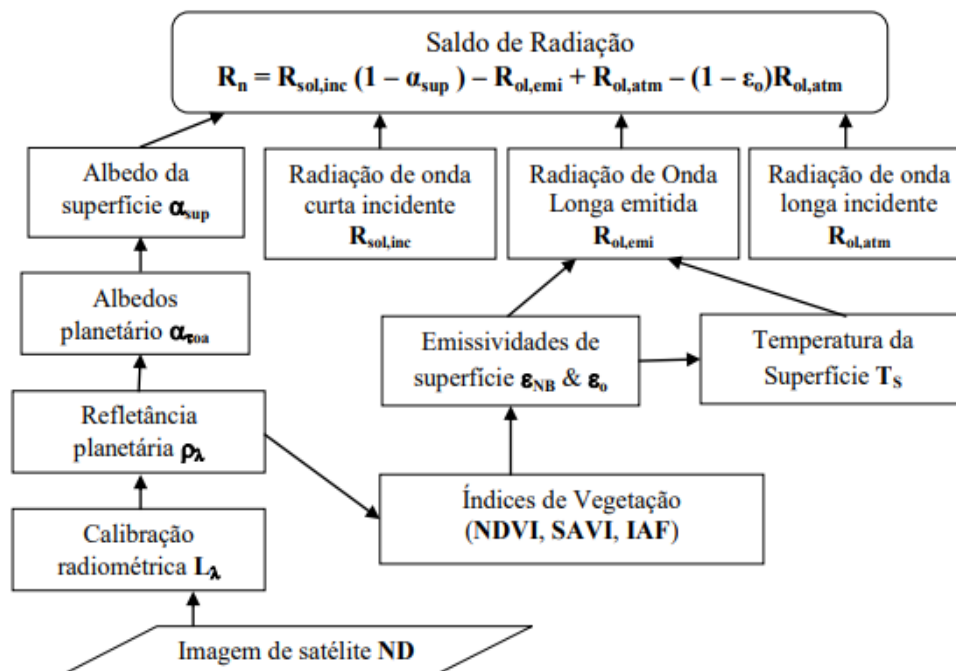 Saldo de Radiação
Rn = Rsol,inc (1 – αsup ) – Rol,emi + Rol,atm – (1 – εo)Rol,atm
Albedo da
superfície αsup
Radiação de onda
curta incidente
Rsol,inc
Radiação de Onda
Longa emitida
Rol,emi
Radiação de onda
longa incidente
Rol,atm
Albedos
planetário ατoa
Emissividades de
superfície εNB & εo
Temperatura da
Superfície TS
Refletância
planetária ρλ
Índices de Vegetação
(NDVI, SAVI, IAF)
Calibração
radiométrica Lλ
Imagem de satélite ND